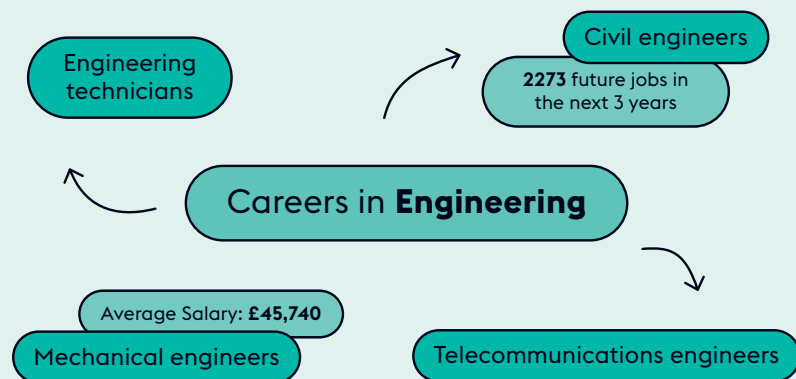 Civil engineers
Engineering
technicians
2273 future jobs in
the next 3 years
Careers in Engineering
Average Salary: £45,740
Mechanical engineers
Telecommunications engineers